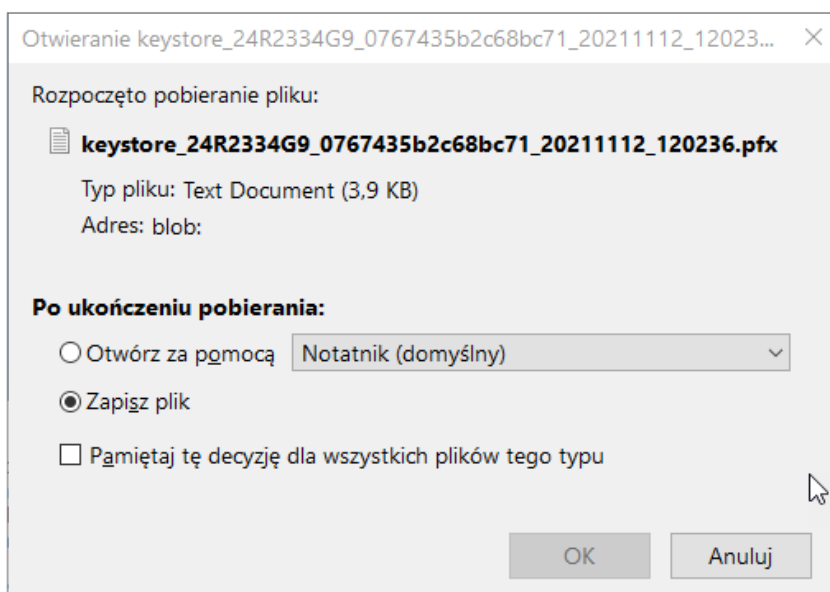 Otwieranie keystore_24R2334G9_0767435b2c68bc71_20211112_12023...
Rozpoczęto pobieranie pliku:
keystore_24R2334G9_0767435b2c68bc71_20211112_120236.pfx
Typ pliku: Text Document (3,9 KB)
Adres: blob:
Po ukończeniu pobierania:
Otwórz za pomocą Notatnik (domyślny)
Zapisz plik
Pamiętaj tę decyzję dla wszystkich plików tego typu
OK Anuluj